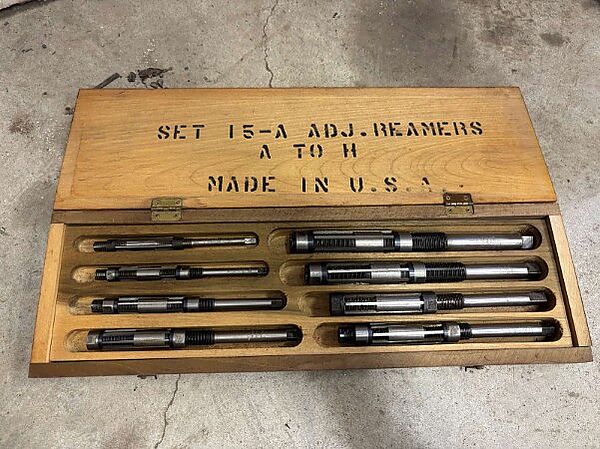 SET 15-A ADJ. REAMERS
A TO H
MADE IN U.S.A.